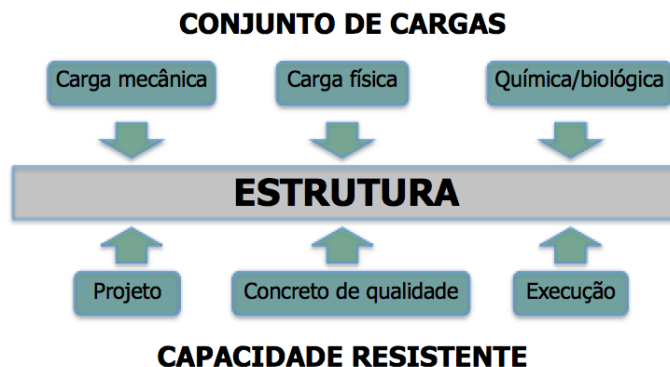 CONJUNTO DE CARGAS
Carga mecânica
Carga física
Química/biológica
ESTRUTURA
Projeto
Concreto de qualidade
Execução
CAPACIDADE RESISTENTE